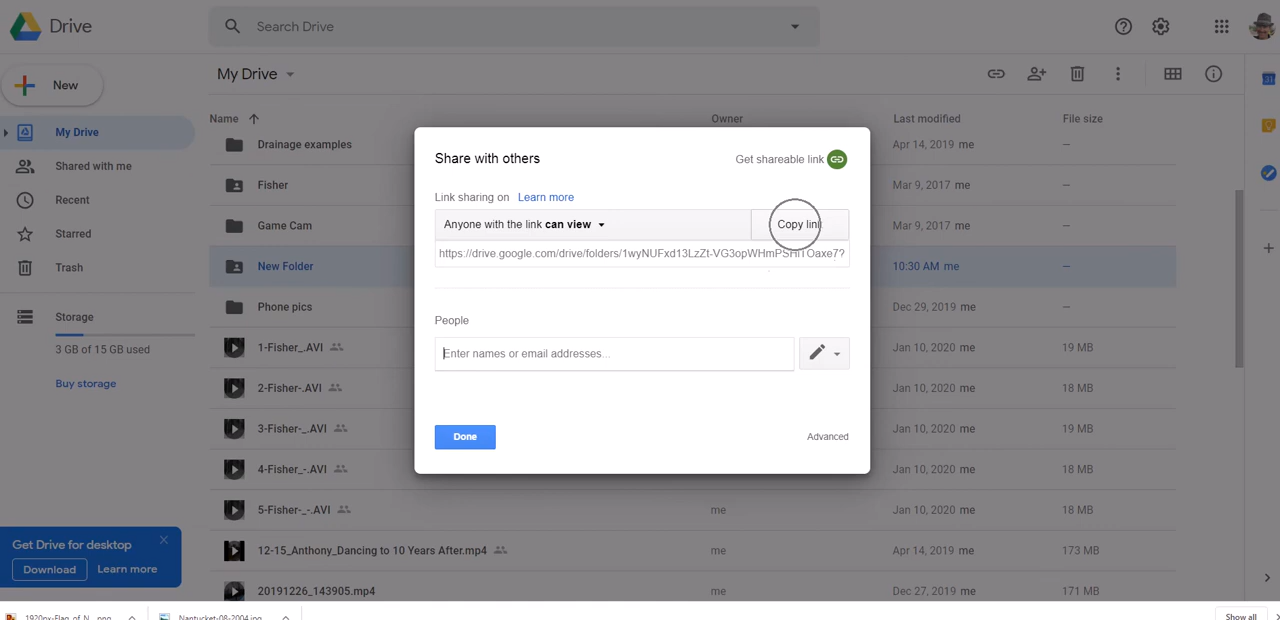 Drive
Search Drive
New
My Drive
Name
Owner
Last modified
File size
My Drive
Shared with me
Recent
Starred
Trash
Storage
3 GB of 15 GB used
Buy storage
Drainage examples
Apr 14, 2019 me
—
Fisher
Mar 9, 2017 me
—
Game Cam
Mar 9, 2017 me
—
New Folder
10:30 AM me
—
Phone pics
Dec 29, 2019 me
—
1-Fisher_.AVI
Jan 10, 2020 me
19 MB
2-Fisher-.AVI
Jan 10, 2020 me
18 MB
3-Fisher-_.AVI
Jan 10, 2020 me
19 MB
4-Fisher_-.AVI
Jan 10, 2020 me
18 MB
5-Fisher-_-.AVI
me
Jan 10, 2020 me
18 MB
12-15_Anthony_Dancing to 10 Years After.mp4
me
Apr 14, 2019 me
173 MB
20191226_143905.mp4
me
Dec 27, 2019 me
171 MB
Share with others
Get shareable link
Link sharing on Learn more
Anyone with the link can view
Copy link
https://drive.google.com/drive/folders/
People
Enter names or email addresses...
Done
Advanced
Get Drive for desktop
Download
Learn more
1920px-Flag_of_N....png
Nantucket-08-2004.jpg
Show all